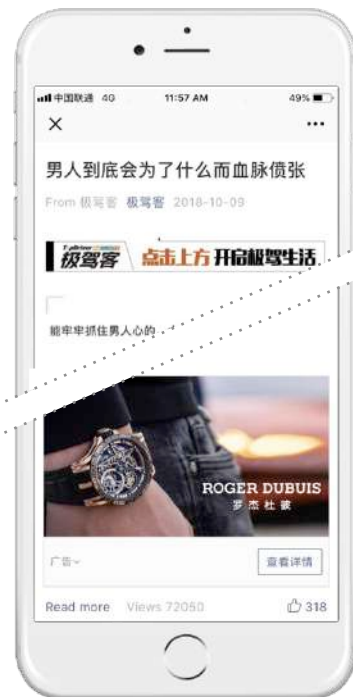 中国联通 4G 11:57 AM 49%
男人到底会为了什么而血脉偾张
From 极驾客 极驾客 2018-10-09
极驾客 点击上方 开启极驾生活
能牢牢抓住男人心的
ROGER DUBUIS
罗杰杜彼
广告
查看详情
Read more Views 72050 318